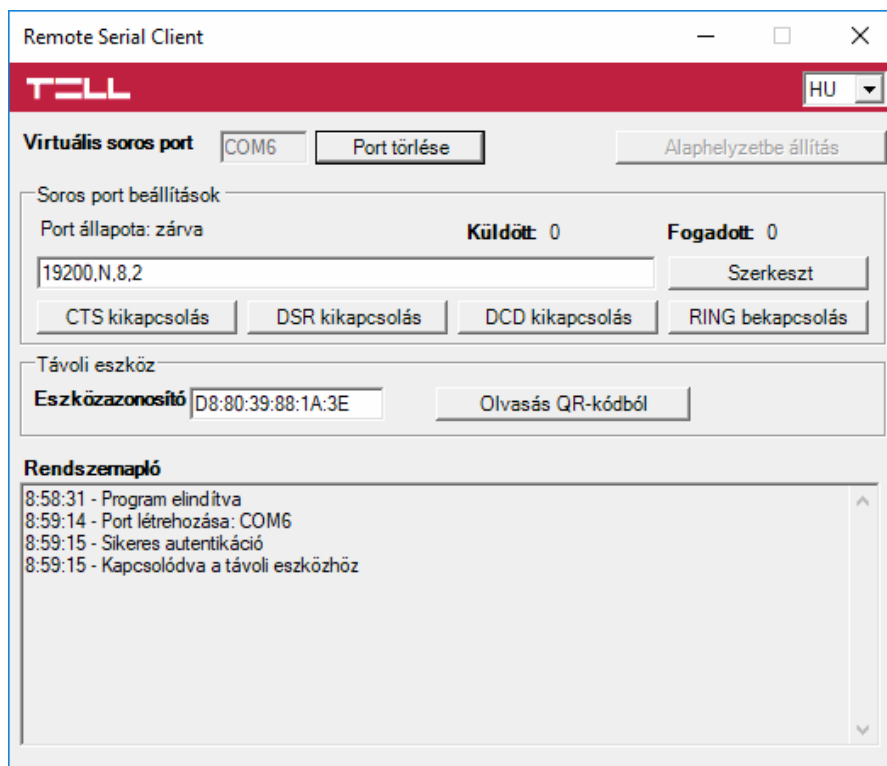 Remote Serial Client
TELL HU
Virtuális soros port COM6 Port törlése Alaphelyzetbe állítás
Soros port beállítások
Port állapota: zárva Küldött: 0 Fogadott: 0
19200,N,8,2 Szerkeszt
CTS kikapcsolás DSR kikapcsolás DCD kikapcsolás RING bekapcsolás
Távoli eszköz
Eszközazonosító D8:80:39:88:1A:3E Olvasás QR-kódból
Rendszernapló
8:58:31 - Program elindítva
8:59:14 - Port létrehozása: COM6
8:59:15 - Sikeres autentikáció
8:59:15 - Kapcsolódva a távoli eszközhöz